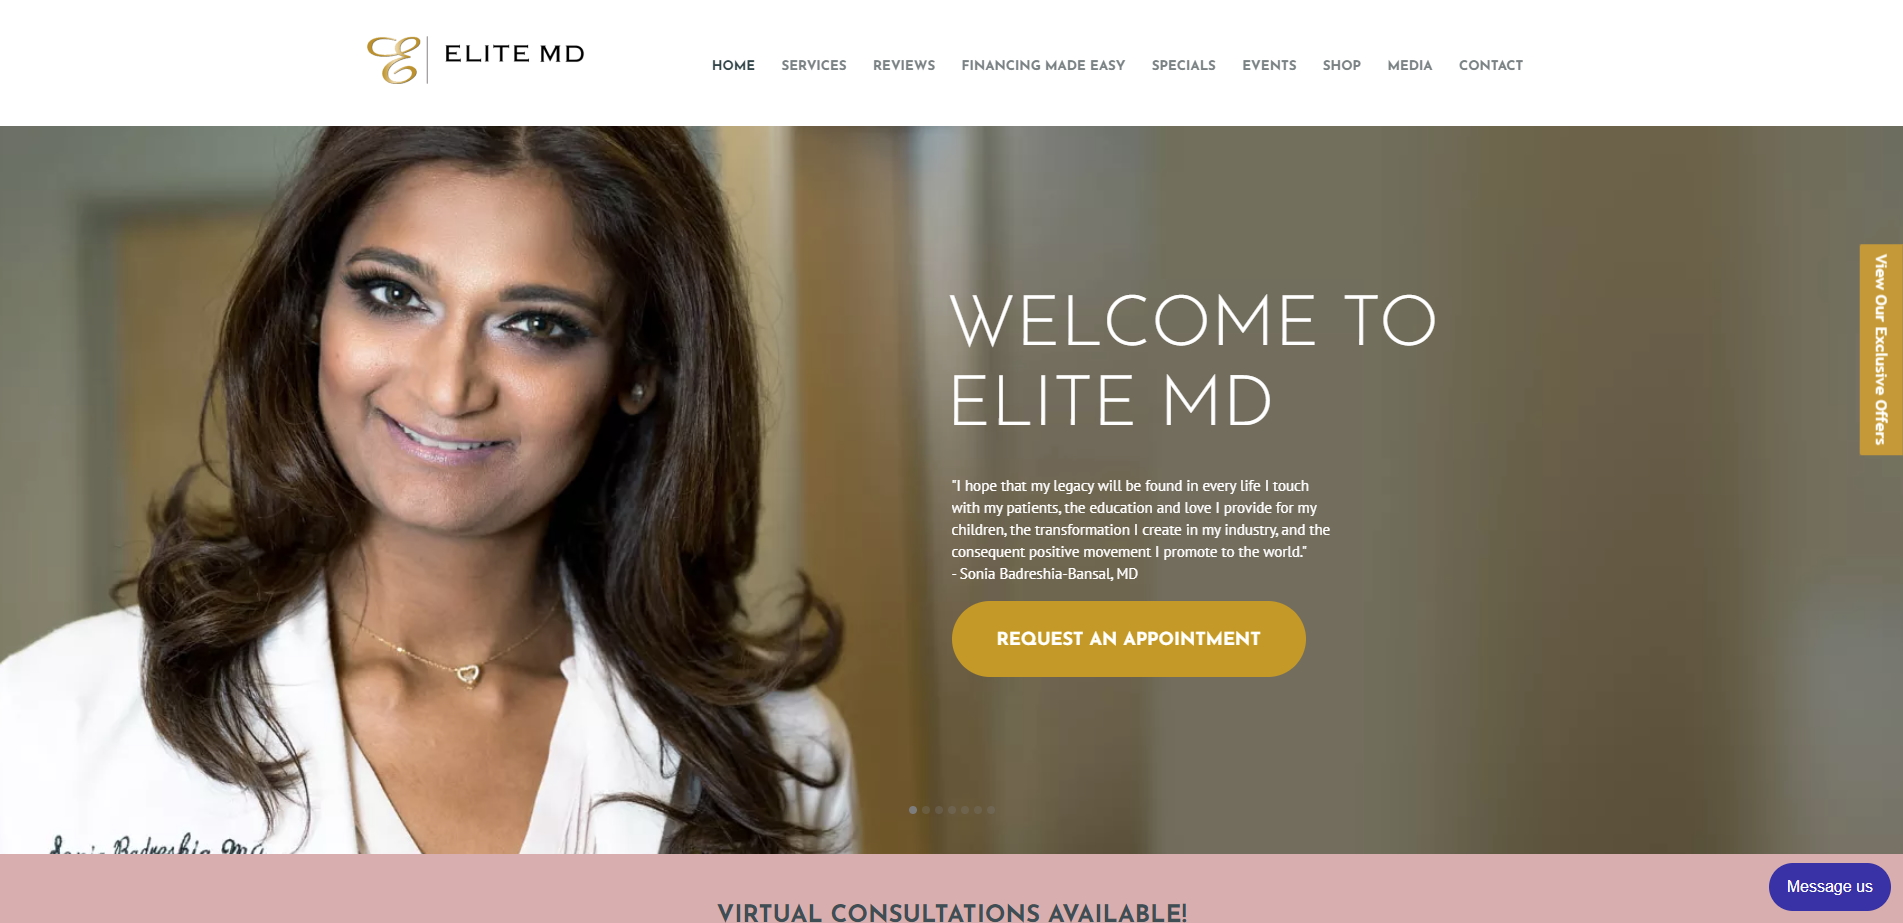 E
ELITE MD
HOME SERVICES REVIEWS FINANCING MADE EASY SPECIALS EVENTS SHOP MEDIA CONTACT
View Our Exclusive Offers
WELCOME TO
ELITE MD
"I hope that my legacy will be found in every life I touch
with my patients, the education and love I provide for my
children, the transformation I create in my industry, and the
consequent positive movement I promote to the world."
- Sonia Badreshia-Bansal, MD
REQUEST AN APPOINTMENT
Sonia Badreshia MD
VIRTUAL CONSULTATIONS AVAILABLE!
Message us